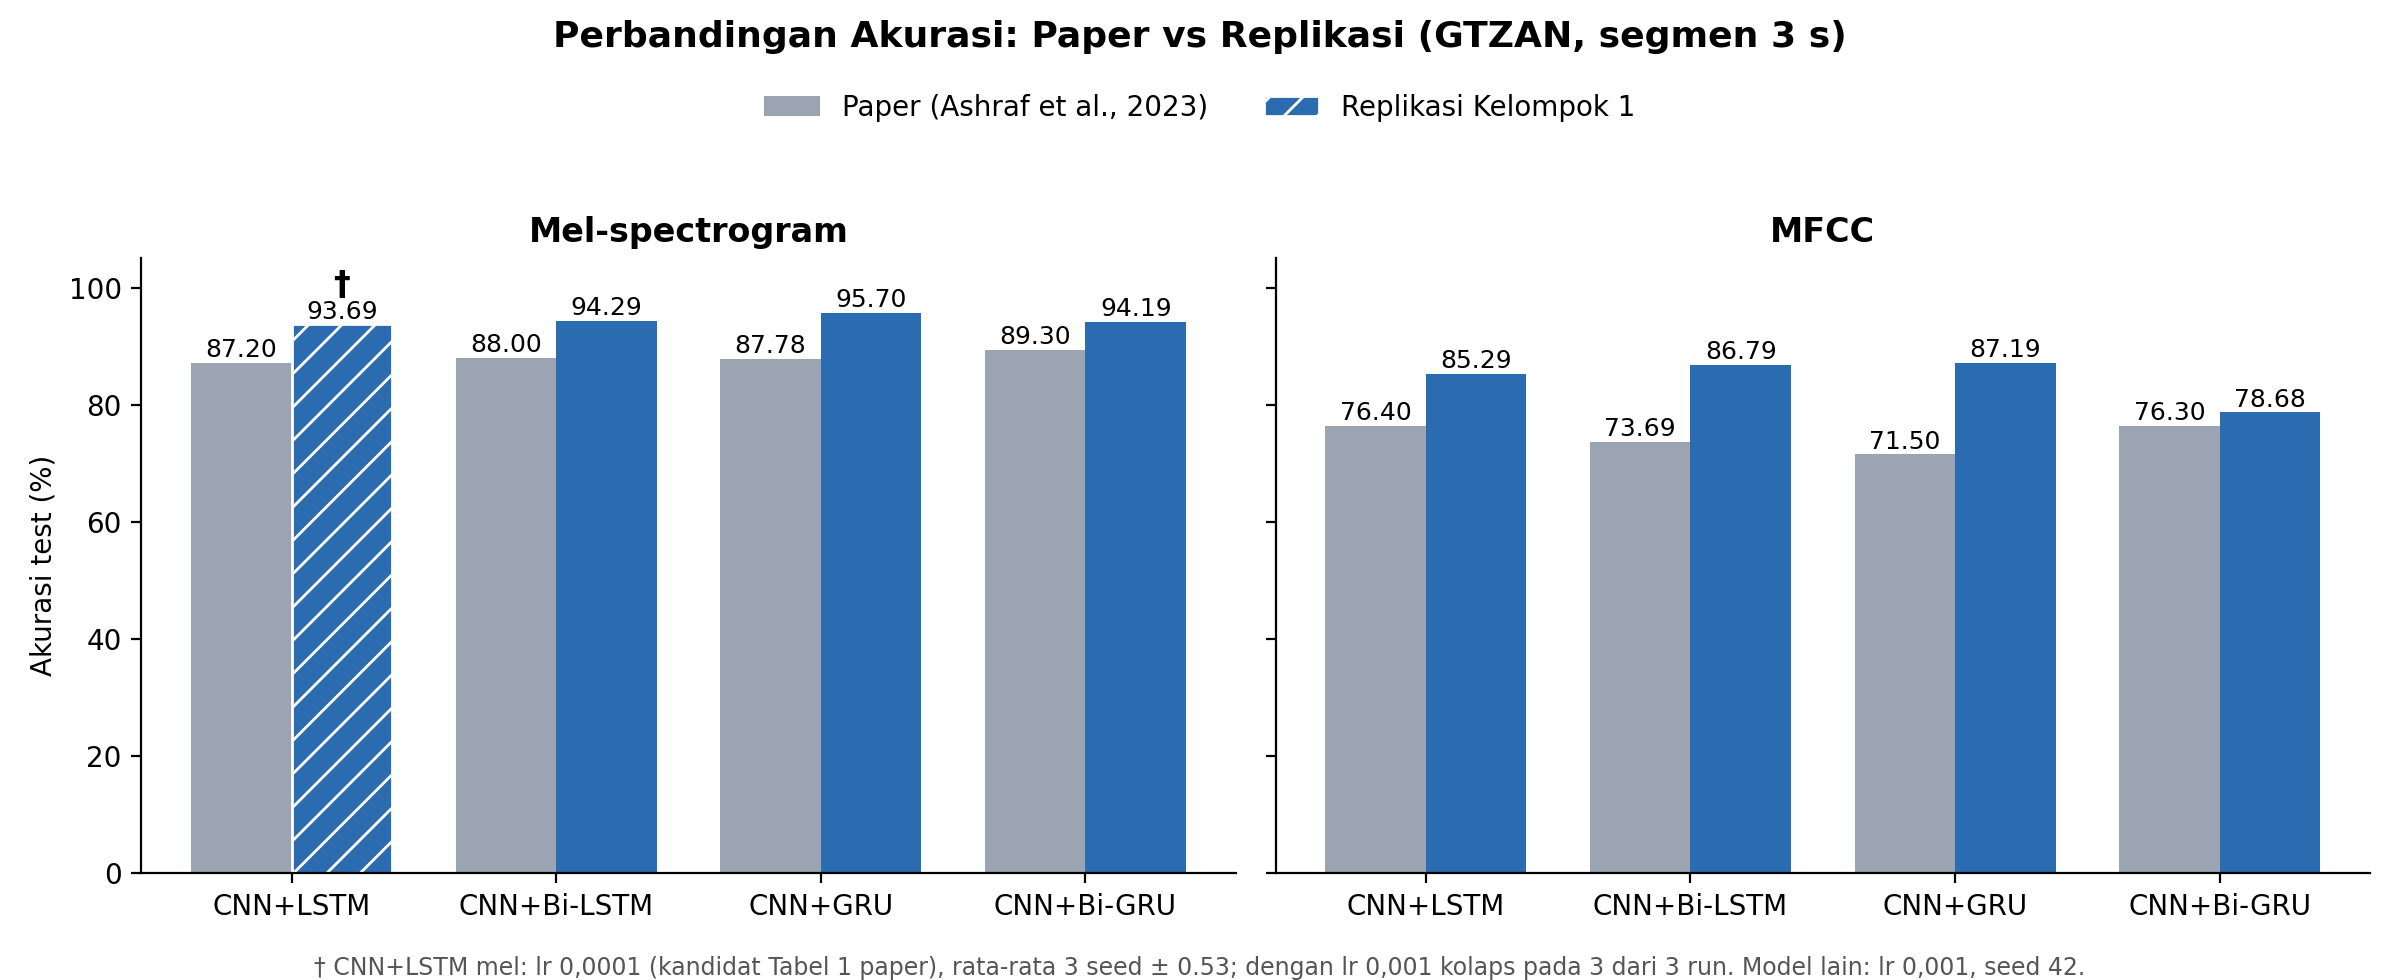 Perbandingan Akurasi: Paper vs Replikasi (GTZAN, segmen 3 s)
Paper (Ashraf et al., 2023) Replikasi Kelompok 1
Mel-spectrogram
Akurasi test (%)
100
80
60
40
20
0
†
87.20 93.69
88.00 94.29
87.78 95.70
89.30 94.19
CNN+LSTM CNN+Bi-LSTM CNN+GRU CNN+Bi-GRU
MFCC
76.40 85.29
73.69 86.79
71.50 87.19
76.30 78.68
CNN+LSTM CNN+Bi-LSTM CNN+GRU CNN+Bi-GRU
† CNN+LSTM mel: lr 0,0001 (kandidat Tabel 1 paper), rata-rata 3 seed ± 0.53; dengan lr 0,001 kolaps pada 3 dari 3 run. Model lain: lr 0,001, seed 42.